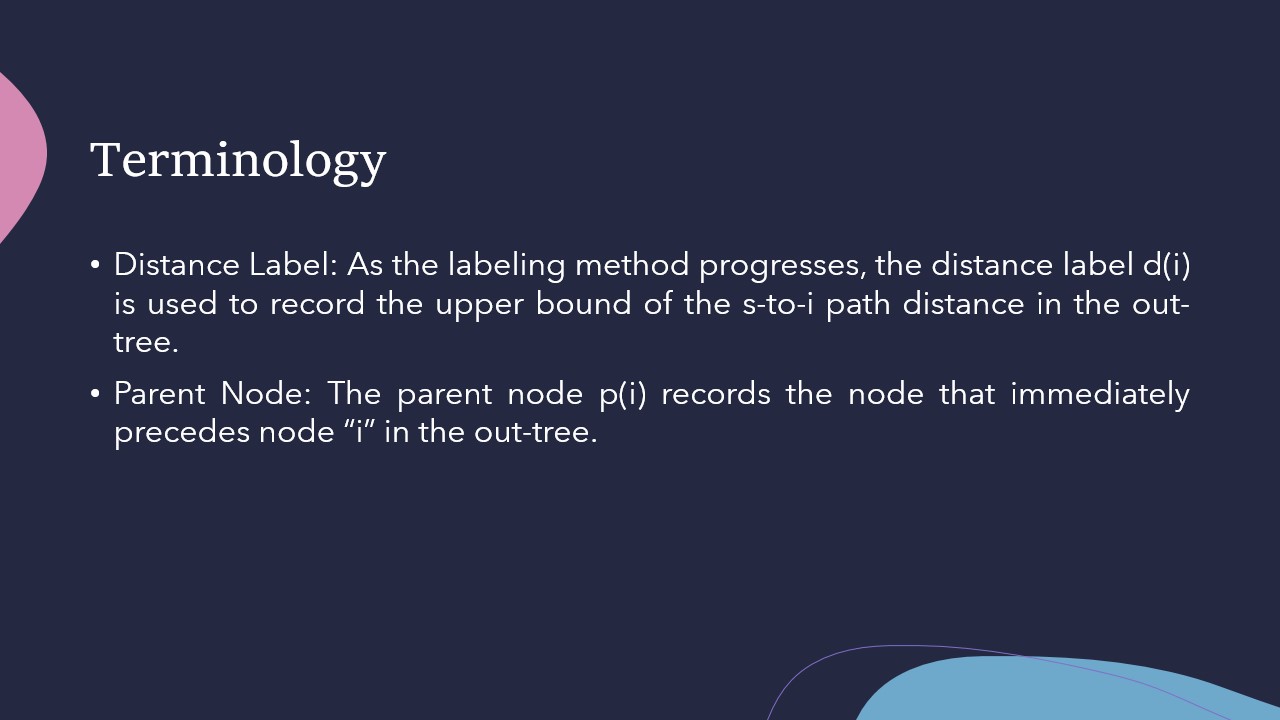 Terminology
• Distance Label: As the labeling method progresses, the distance label d(i)
is used to record the upper bound of the s-to-i path distance in the out-
tree.
• Parent Node: The parent node p(i) records the node that immediately
precedes node “i” in the out-tree.